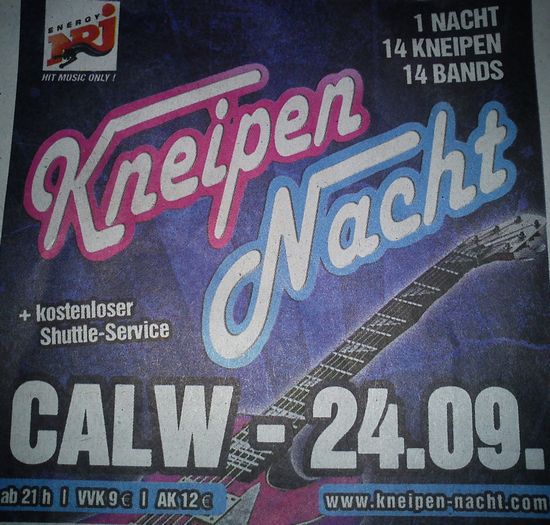 ENERGY
NRJ
HIT MUSIC ONLY !
1 NACHT
14 KNEIPEN
14 BANDS
Kneipen
Nacht
+ kostenloser
Shuttle-Service
CALW - 24.09.
ab 21 h | VVK 9 € | AK 12 €
www.kneipen-nacht.com